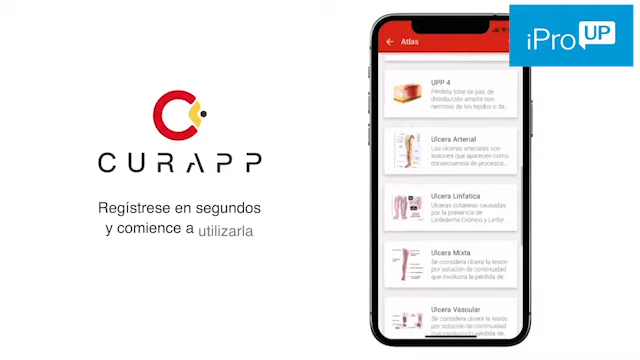 iPro UP
CURAPP
Regístrese en segundos
y comience a utilizarla
Atlas
UPP 4
Pérdida total de piel, de
distribución amplia con
necrosis de los tejidos o da..
Ulcera Arterial
Las úlceras arteriales son
lesiones que aparecen como
consecuencia de procesos..
Ulcera Linfatica
Ulceras cutáneas causadas
por la presencia de
Linfedema Crónico y Linfor..
Ulcera Mixta
Se considera úlcera la lesión
por solución de continuidad
que involucra la pérdida de..
Ulcera Vascular
Se considera úlcera la lesión
por solución de continuidad